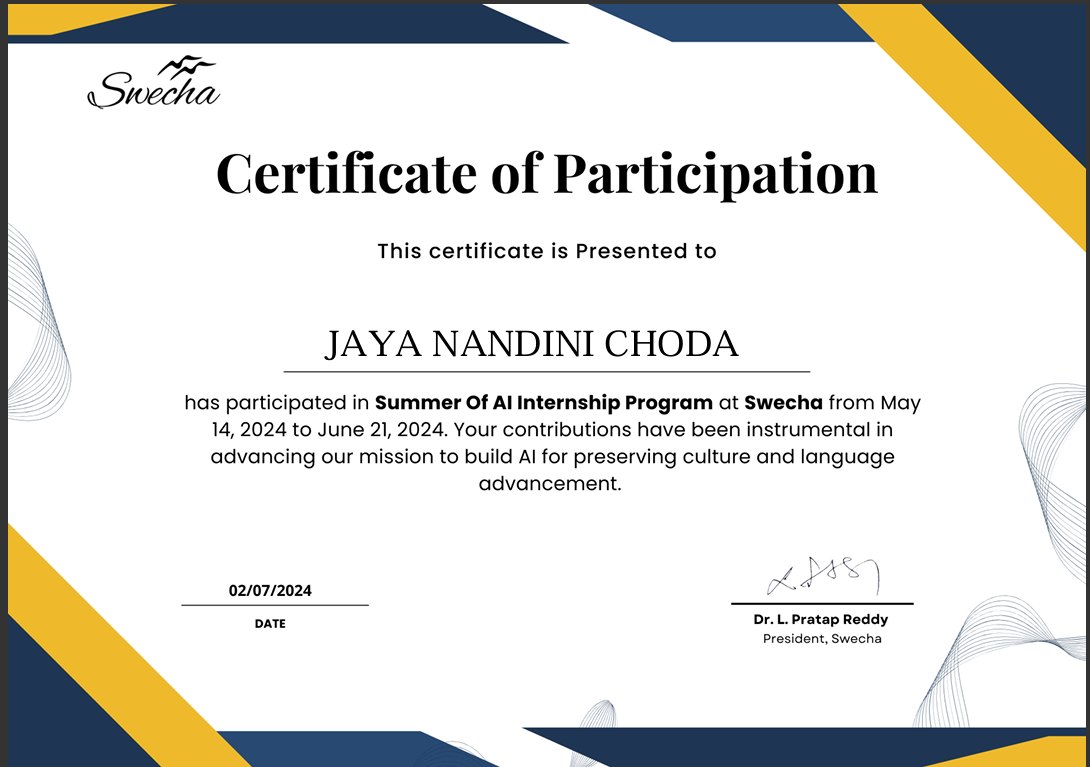 Swecha
Certificate of Participation
This certificate is Presented to
JAYA NANDINI CHODA
has participated in Summer Of AI Internship Program at Swecha from May
14, 2024 to June 21, 2024. Your contributions have been instrumental in
advancing our mission to build AI for preserving culture and language
advancement.
02/07/2024
DATE
Dr. L. Pratap Reddy
President, Swecha